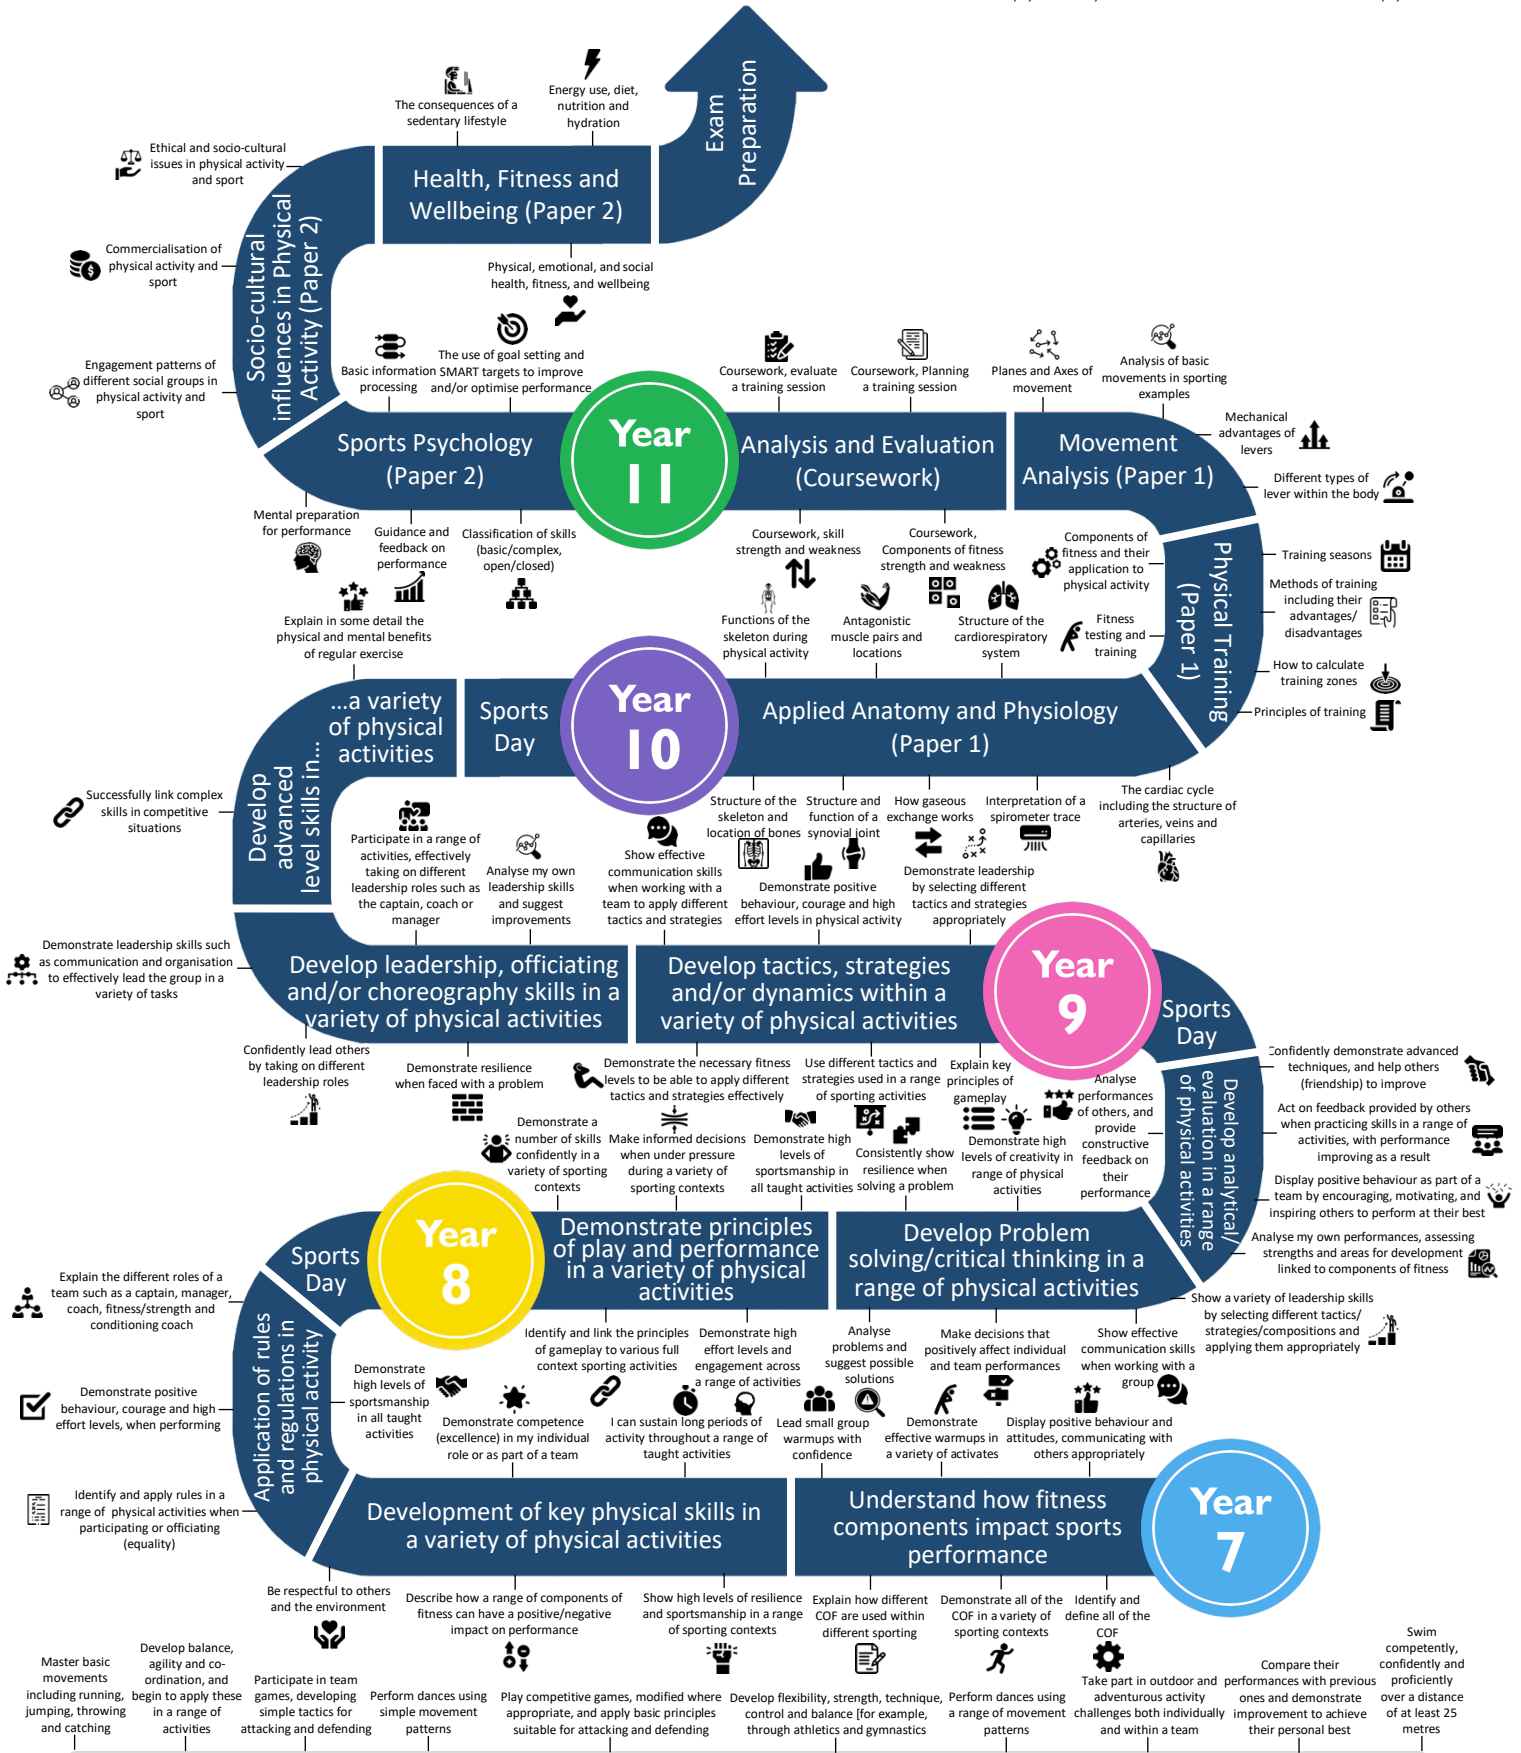 Exam
Preparation
The consequences of a
sedentary lifestyle
Energy use, diet,
nutrition and
hydration
Ethical and socio-cultural
issues in physical activity
and sport
Health, Fitness and
Wellbeing (Paper 2)
Commercialisation of
physical activity and
sport
Physical, emotional, and social
health, fitness, and wellbeing
Socio-cultural
influences in Physical
Activity (Paper 2)
Engagement patterns of
different social groups in
physical activity and
sport
Basic information
processing
The use of goal setting and
SMART targets to improve
and/or optimise performance
Coursework, evaluate
a training session
Coursework, Planning
a training session
Planes and Axes of
movement
Analysis of basic
movements in sporting
examples
Mechanical
advantages of
levers
Different types of
lever within the body
Sports Psychology
(Paper 2)
Year
11
Analysis and Evaluation
(Coursework)
Movement
Analysis (Paper 1)
Mental preparation
for performance
Guidance and
feedback on
performance
Classification of skills
(basic/complex,
open/closed)
Coursework, skill
strength and weakness
Coursework,
Components of fitness
strength and weakness
Components of
fitness and their
application to
physical activity
Physical Training
(Paper 1)
Training seasons
Methods of training
including their
advantages/
disadvantages
Fitness
testing and
training
How to calculate
training zones
Principles of training
Explain in some detail the
physical and mental benefits
of regular exercise
Functions of the
skeleton during
physical activity
Antagonistic
muscle pairs and
locations
Structure of the
cardiorespiratory
system
...a variety
of physical
activities
Sports
Day
Year
10
Applied Anatomy and Physiology
(Paper 1)
Develop
advanced
level skills in...
Successfully link complex
skills in competitive
situations
Structure of the
skeleton and
location of bones
Structure and
function of a
synovial joint
How gaseous
exchange works
Interpretation of a
spirometer trace
The cardiac cycle
including the structure of
arteries, veins and
capillaries
Participate in a range of
activities, effectively
taking on different
leadership roles such as
the captain, coach or
manager
Analyse my own
leadership skills
and suggest
improvements
Show effective
communication skills
when working with a
team to apply different
tactics and strategies
Demonstrate positive
behaviour, courage and high
effort levels in physical activity
Demonstrate leadership
by selecting different
tactics and strategies
appropriately
Demonstrate leadership skills such
as communication and organisation
to effectively lead the group in a
variety of tasks
Develop leadership, officiating
and/or choreography skills in a
variety of physical activities
Develop tactics, strategies
and/or dynamics within a
variety of physical activities
Year
9
Sports
Day
Confidently lead others
by taking on different
leadership roles
Demonstrate resilience
when faced with a problem
Demonstrate the necessary fitness
levels to be able to apply different
tactics and strategies effectively
Use different tactics and
strategies used in a range
of sporting activities
Explain key
principles of
gameplay
Analyse
performances
of others, and
provide
constructive
feedback on
their
performance
Develop analytical/
evaluation in a range
of physical activities
Confidently demonstrate advanced
techniques, and help others
(friendship) to improve
Act on feedback provided by others
when practicing skills in a range of
activities, with performance
improving as a result
Display positive behaviour as part of a
team by encouraging, motivating, and
inspiring others to perform at their best
Analyse my own performances, assessing
strengths and areas for development
linked to components of fitness
Show a variety of leadership skills
by selecting different tactics/
strategies/compositions and
applying them appropriately
Demonstrate a
number of skills
confidently in a
variety of sporting
contexts
Make informed decisions
when under pressure
during a variety of
sporting contexts
Demonstrate high
levels of
sportsmanship in
all taught activities
Consistently show
resilience when
solving a problem
Demonstrate high
levels of creativity in
range of physical
activities
Sports
Day
Year
8
Demonstrate principles
of play and performance
in a variety of physical
activities
Develop Problem
solving/critical thinking in a
range of physical activities
Explain the different roles of a
team such as a captain, manager,
coach, fitness/strength and
conditioning coach
Application of rules
and regulations in
physical activity
Demonstrate positive
behaviour, courage and high
effort levels, when performing
Identify and apply rules in a
range of physical activities when
participating or officiating
(equality)
Demonstrate
high levels of
sportsmanship
in all taught
activities
Identify and link the principles
of gameplay to various full
context sporting activities
Demonstrate high
effort levels and
engagement across
a range of activities
Analyse
problems and
suggest possible
solutions
Make decisions that
positively affect individual
and team performances
Show effective
communication skills
when working with a
group
Demonstrate competence
(excellence) in my individual
role or as part of a team
I can sustain long periods of
activity throughout a range of
taught activities
Lead small group
warmups with
confidence
Demonstrate
effective warmups in
a variety of activates
Display positive behaviour and
attitudes, communicating with
others appropriately
Development of key physical skills in
a variety of physical activities
Understand how fitness
components impact sports
performance
Year
7
Be respectful to others
and the environment
Describe how a range of components of
fitness can have a positive/negative
impact on performance
Show high levels of resilience
and sportsmanship in a range
of sporting contexts
Explain how different
COF are used within
different sporting
Demonstrate all of the
COF in a variety of
sporting contexts
Identify and
define all of the
COF
Master basic
movements
including running,
jumping, throwing
and catching
Develop balance,
agility and co-
ordination, and
begin to apply these
in a range of
activities
Participate in team
games, developing
simple tactics for
attacking and defending
Perform dances using
simple movement
patterns
Play competitive games, modified where
appropriate, and apply basic principles
suitable for attacking and defending
Develop flexibility, strength, technique,
control and balance [for example,
through athletics and gymnastics
Perform dances using
a range of movement
patterns
Take part in outdoor and
adventurous activity
challenges both individually
and within a team
Compare their
performances with previous
ones and demonstrate
improvement to achieve
their personal best
Swim
competently,
confidently and
proficiently
over a distance
of at least 25
metres